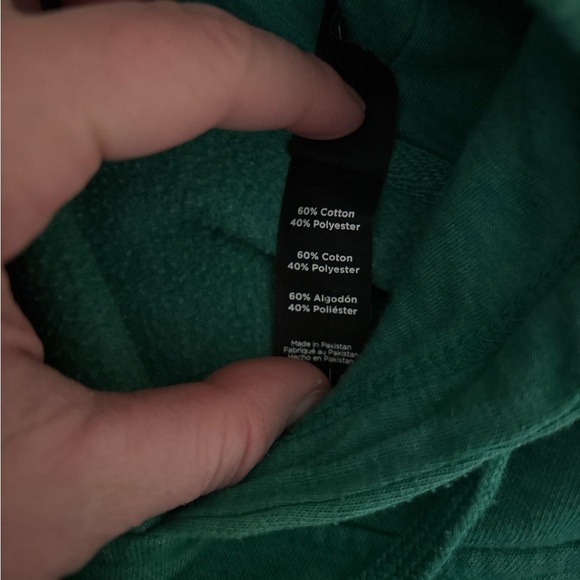 60% Cotton
40% Polyester
60% Coton
40% Polyester
60% Algodón
40% Poliéster
Made in Pakistan
Fabriqué au Pakistan
Hecho en Pakistan